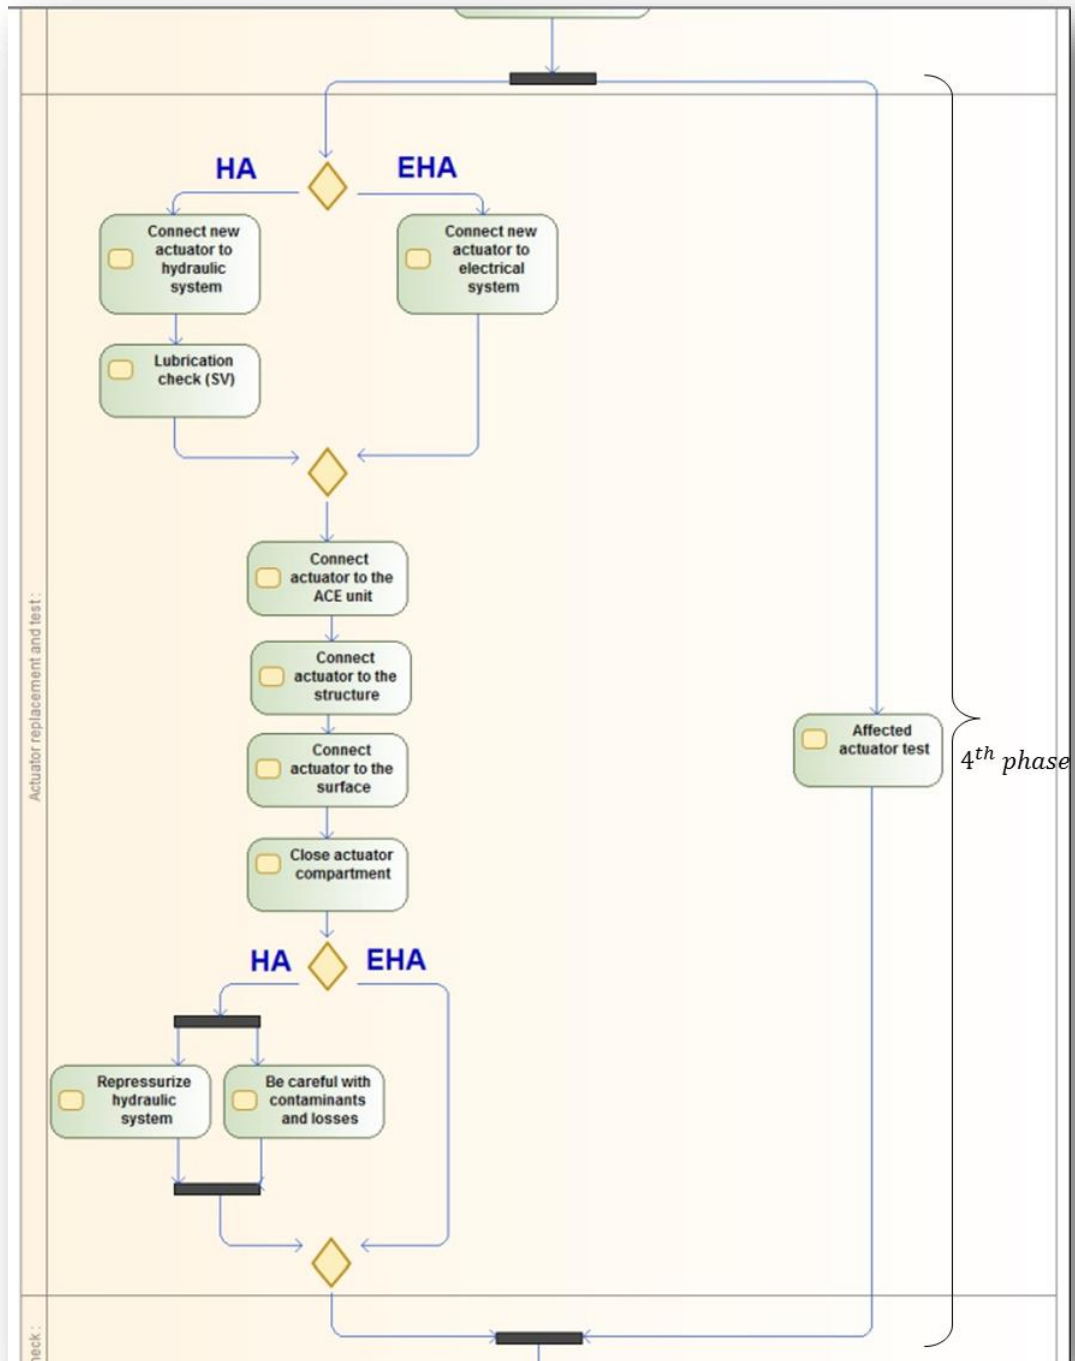 HA
EHA
Connect new
actuator to
hydraulic
system
Connect new
actuator to
electrical
system
Lubrication
check (SV)
Connect
actuator to the
ACE unit
Connect
actuator to the
structure
Connect
actuator to the
surface
Affected
actuator test
4th phase
Close actuator
compartment
HA
EHA
Repressurize
hydraulic
system
Be careful with
contaminants
and losses
Actuator replacement and test :
heck :